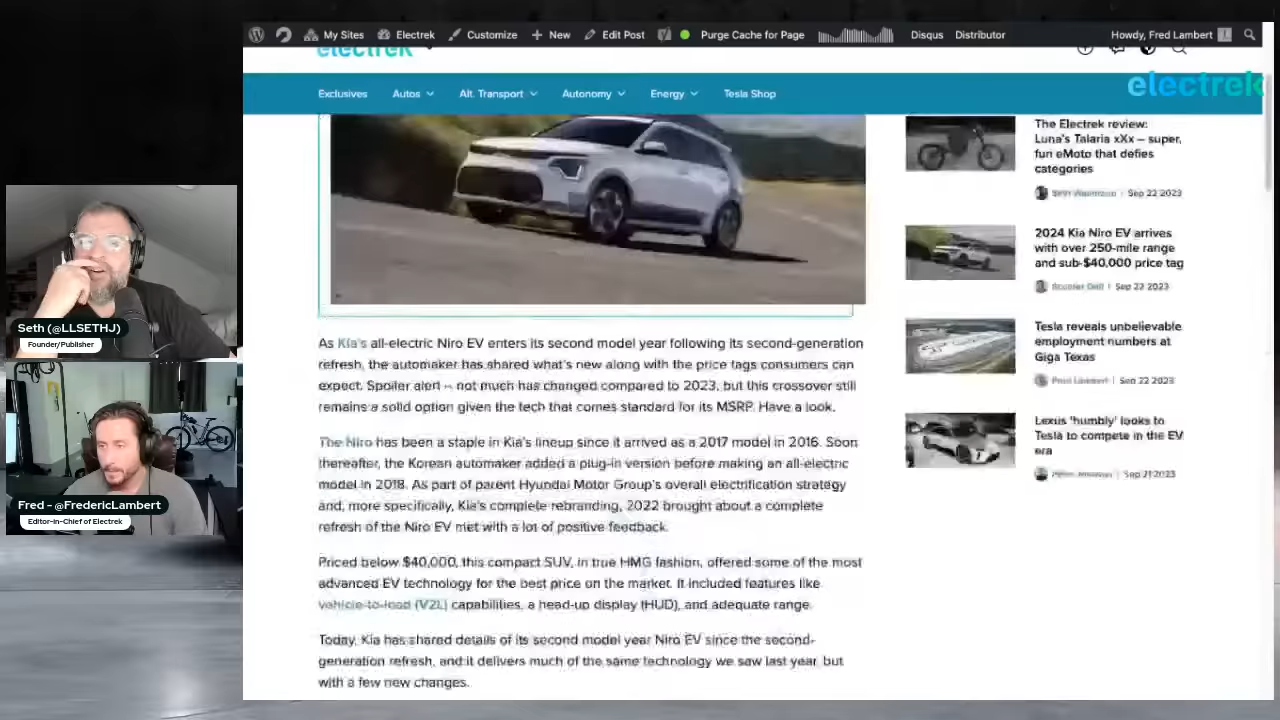 My Sites Electrek Customize New Edit Post Purge Cache for Page Disqus Distributor Howdy, Fred Lambert
electrek
Exclusives Autos Alt. Transport Autonomy Energy Tesla Shop
electrek
The Electrek review:
Luna's Talaria xXx – super,
fun eMoto that defies
categories
Sep 22 2023
2024 Kia Niro EV arrives
with over 250-mile range
and sub-$40,000 price tag
Sep 22 2023
Tesla reveals unbelievable
employment numbers at
Giga Texas
Fred Lambert | Sep 22 2023
Lexus 'humbly' looks to
Tesla to compete in the EV
era
Sep 21 2023
Seth (@LLSETHJ)
Founder/Publisher
Fred - @FredericLambert
Editor-in-Chief of Electrek
As Kia's all-electric Niro EV enters its second model year following its second-generation
refresh, the automaker has shared what's new along with the price tags consumers can
expect. Spoiler alert – not much has changed compared to 2023, but this crossover still
remains a solid option given the tech that comes standard for its MSRP. Have a look.
The Niro has been a staple in Kia's lineup since it arrived as a 2017 model in 2016. Soon
thereafter, the Korean automaker added a plug-in version before making an all-electric
model in 2018. As part of parent Hyundai Motor Group's overall electrification strategy
and, more specifically, Kia's complete rebranding, 2022 brought about a complete
refresh of the Niro EV met with a lot of positive feedback.
Priced below $40,000, this compact SUV, in true HMG fashion, offered some of the most
advanced EV technology for the best price on the market. It included features like
vehicle-to-load (V2L) capabilities, a head-up display (HUD), and adequate range.
Today, Kia has shared details of its second model year Niro EV since the second-
generation refresh, and it delivers much of the same technology we saw last year, but
with a few new changes.